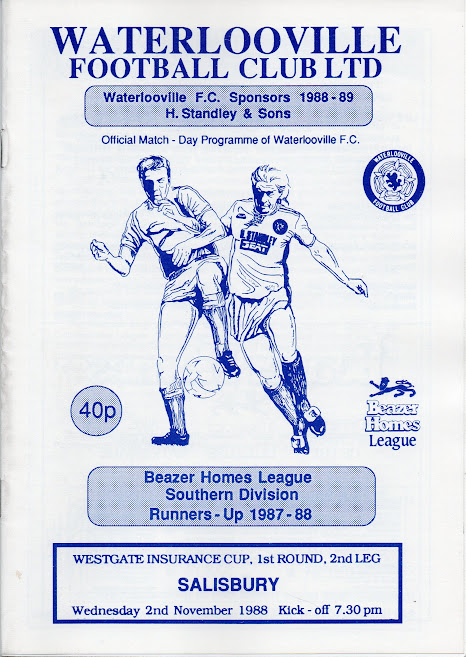 WATERLOOVILLE
FOOTBALL CLUB LTD
Waterlooville F.C. Sponsors 1988 - 89
H. Standley & Sons
Official Match - Day Programme of Waterlooville F.C.
WATERLOOVILLE
FOOTBALL CLUB
H. STANDLEY
40p
Beazer
Homes
League
Beazer Homes League
Southern Division
Runners - Up 1987 - 88
WESTGATE INSURANCE CUP, 1st ROUND, 2nd LEG
SALISBURY
Wednesday 2nd November 1988 Kick - off 7.30 pm